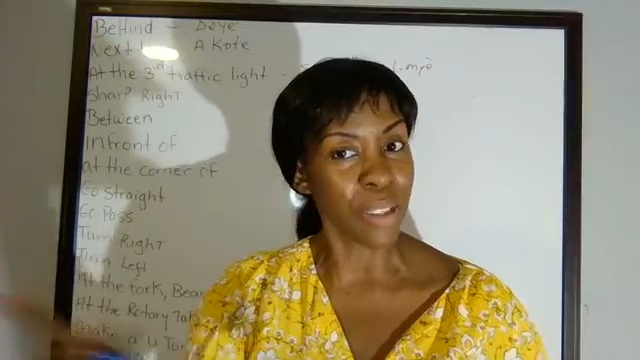 Behind - Deye
Next A Kote
At the 3rd traffic light -
Sharp Right
Between
infront of
at the corner of
Go Straight
Go Pass
Turn Right
Turn Left
At the fork, Bear
At the Rotary
Make a U Turn